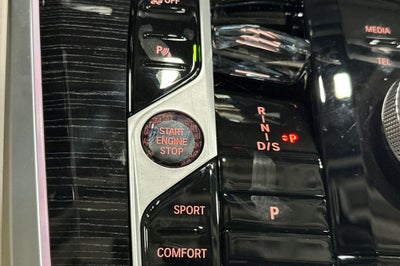 OFF
MEDIA
P
TEL
START
ENGINE
STOP
R
N
D/S
P
SPORT
P
COMFORT